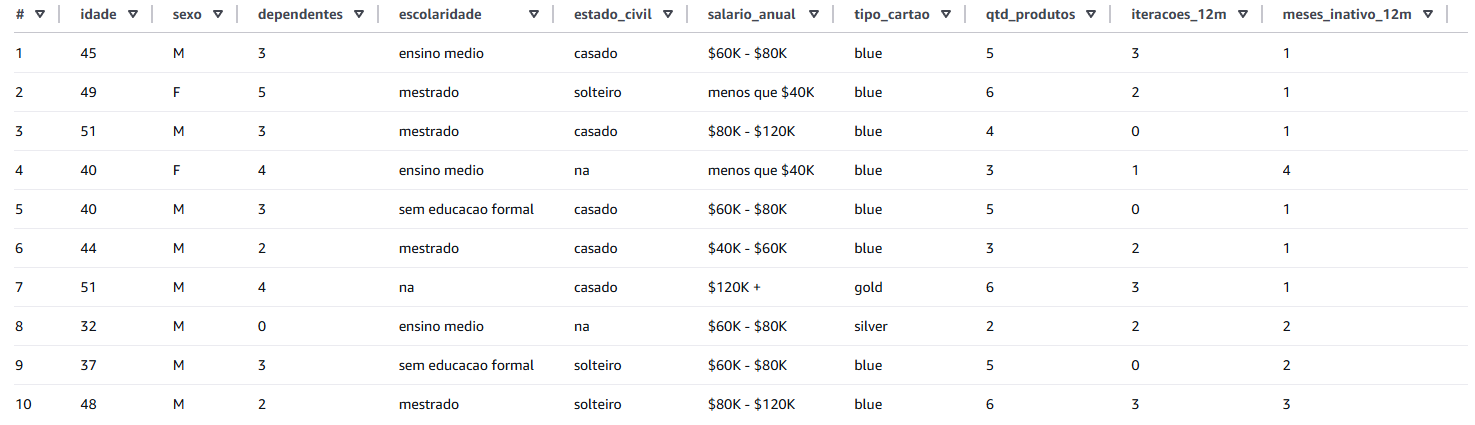 # idade sexo dependentes escolaridade estado_civil salario_anual tipo_cartao qtd_produtos iteracoes_12m meses_inativo_12m
1 45 M 3 ensino medio casado $60K - $80K blue 5 3 1
2 49 F 5 mestrado solteiro menos que $40K blue 6 2 1
3 51 M 3 mestrado casado $80K - $120K blue 4 0 1
4 40 F 4 ensino medio na menos que $40K blue 3 1 4
5 40 M 3 sem educacao formal casado $60K - $80K blue 5 0 1
6 44 M 2 mestrado casado $40K - $60K blue 3 2 1
7 51 M 4 na casado $120K + gold 6 3 1
8 32 M 0 ensino medio na $60K - $80K silver 2 2 2
9 37 M 3 sem educacao formal solteiro $60K - $80K blue 5 0 2
10 48 M 2 mestrado solteiro $80K - $120K blue 6 3 3